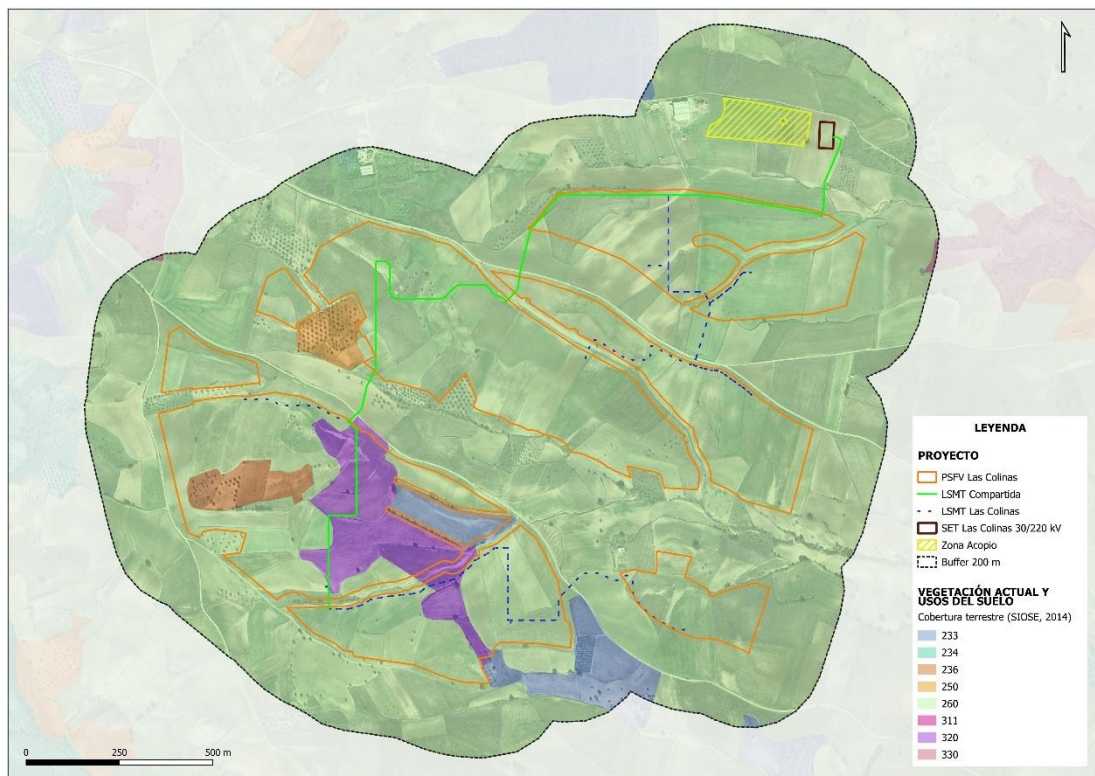 LEYENDA
PROYECTO
PSFV Las Colinas
LSMT Compartida
LSMT Las Colinas
SET Las Colinas 30/220 kV
Zona Acopio
Buffer 200 m
VEGETACIÓN ACTUAL Y
USOS DEL SUELO
Cobertura terrestre (SIOSE, 2014)
233
234
236
250
260
311
320
330
0 250 500 m